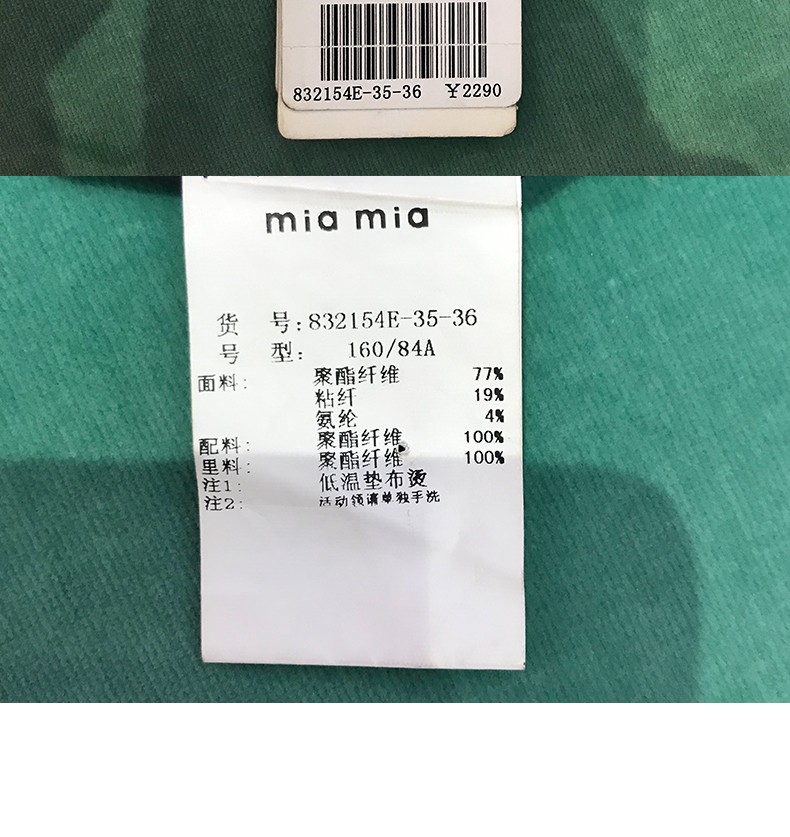 832154E-35-36 ￥2290
mia mia
货 号:832154E-35-36
号 型: 160/84A
面料: 聚酯纤维 77%
粘纤 19%
氨纶 4%
配料: 聚酯纤维 100%
里料: 聚酯纤维 100%
注1: 低温垫布烫
注2: 活动领请单独手洗